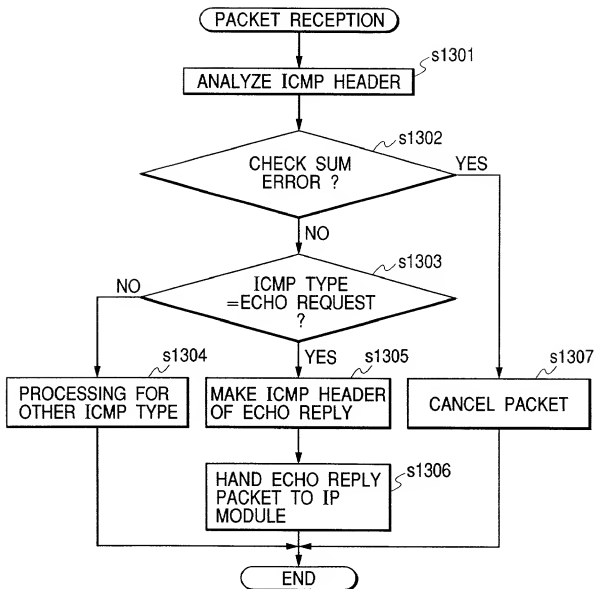 PACKET RECEPTION
s1301
ANALYZE ICMP HEADER
s1302
CHECK SUM
ERROR ?
YES
NO
s1303
ICMP TYPE
=ECHO REQUEST
?
NO
YES
s1304
PROCESSING FOR
OTHER ICMP TYPE
s1305
MAKE ICMP HEADER
OF ECHO REPLY
s1307
CANCEL PACKET
s1306
HAND ECHO REPLY
PACKET TO IP
MODULE
END